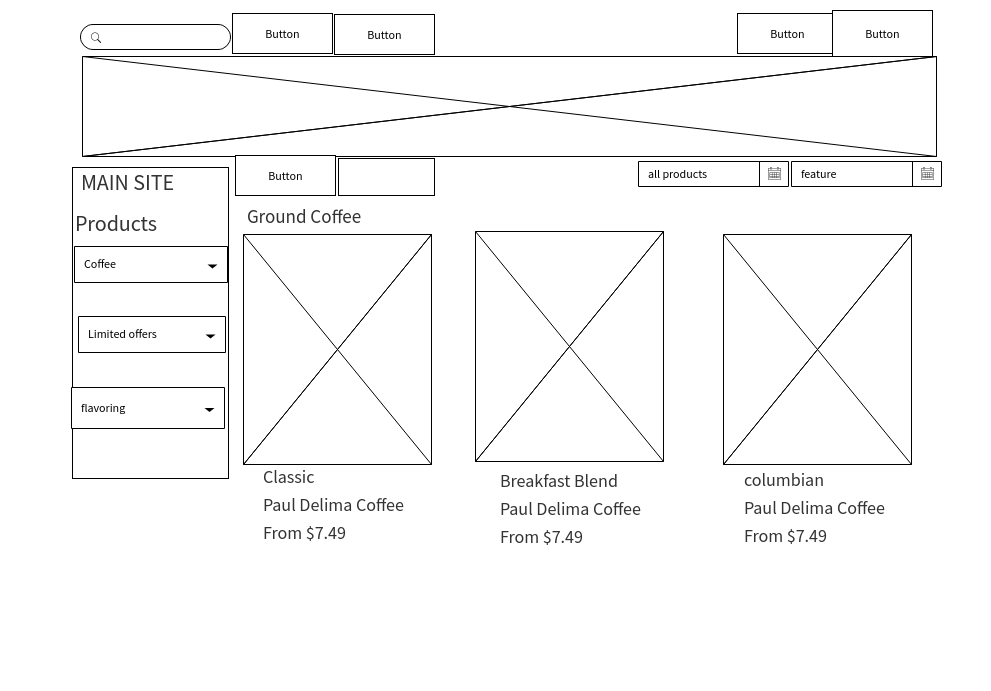 Button
Button
Button
Button
MAIN SITE
Products
Coffee
Limited offers
flavoring
Button
all products
feature
Ground Coffee
Classic
Paul Delima Coffee
From $7.49
Breakfast Blend
Paul Delima Coffee
From $7.49
columbian
Paul Delima Coffee
From $7.49